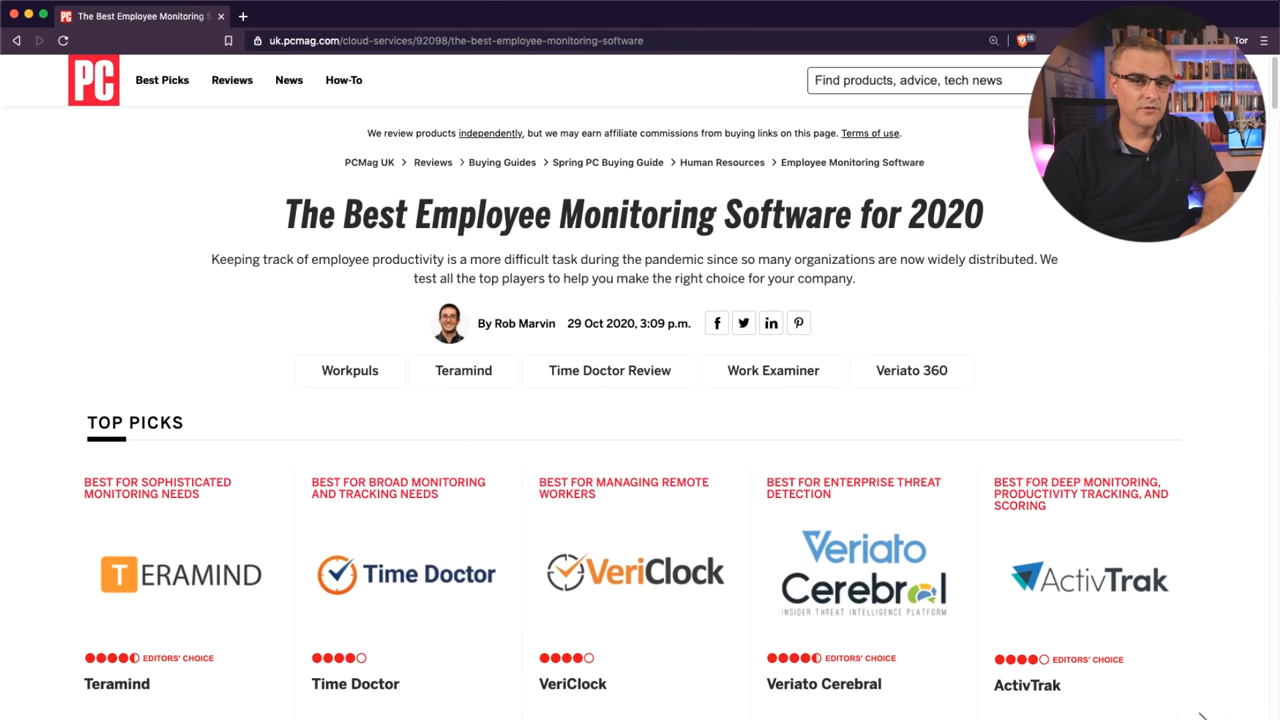 The Best Employee Monitoring S
uk.pcmag.com/cloud-services/92098/the-best-employee-monitoring-software
16
Tor
PC
Best Picks
Reviews
News
How-To
Find products, advice, tech news
We review products independently, but we may earn affiliate commissions from buying links on this page. Terms of use.
PCMag UK > Reviews > Buying Guides > Spring PC Buying Guide > Human Resources > Employee Monitoring Software
The Best Employee Monitoring Software for 2020
Keeping track of employee productivity is a more difficult task during the pandemic since so many organizations are now widely distributed. We
test all the top players to help you make the right choice for your company.
By Rob Marvin 29 Oct 2020, 3:09 p.m.
Workpuls
Teramind
Time Doctor Review
Work Examiner
Veriato 360
TOP PICKS
BEST FOR SOPHISTICATED
MONITORING NEEDS
TERAMIND
EDITORS' CHOICE
Teramind
BEST FOR BROAD MONITORING
AND TRACKING NEEDS
Time Doctor
Time Doctor
BEST FOR MANAGING REMOTE
WORKERS
VeriClock
VeriClock
BEST FOR ENTERPRISE THREAT
DETECTION
Veriato
Cerebral
INSIDER THREAT INTELLIGENCE PLATFORM
EDITORS' CHOICE
Veriato Cerebral
BEST FOR DEEP MONITORING,
PRODUCTIVITY TRACKING, AND
SCORING
ActivTrak
EDITORS' CHOICE
ActivTrak